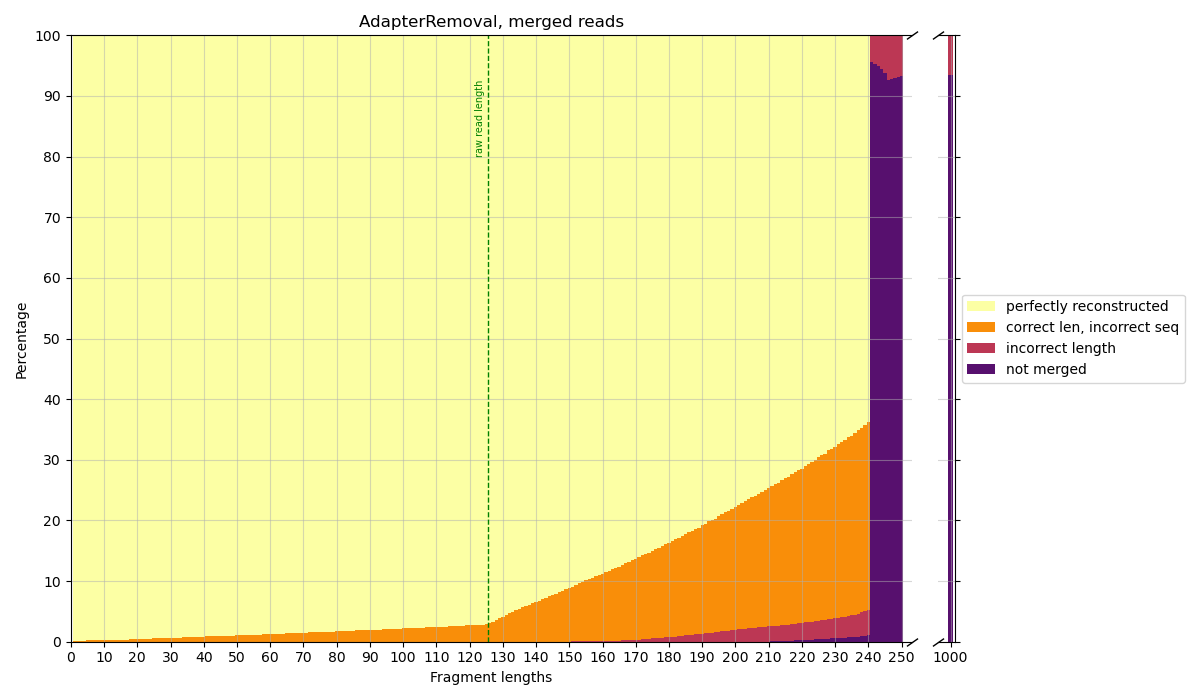 AdapterRemoval, merged reads
100
90
80
70
60
50
40
30
20
10
0
Percentage
raw read length
perfectly reconstructed
correct len, incorrect seq
incorrect length
not merged
0 10 20 30 40 50 60 70 80 90 100 110 120 130 140 150 160 170 180 190 200 210 220 230 240 250 1000
Fragment lengths